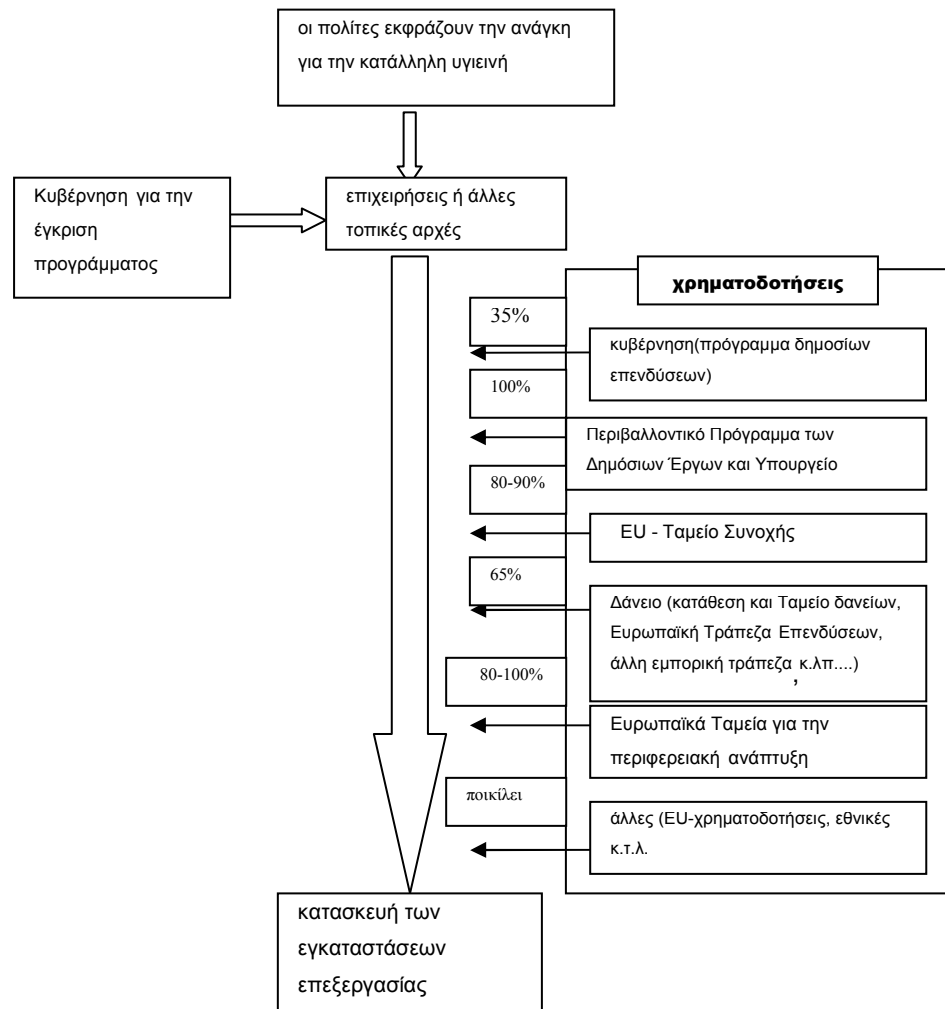 οι πολίτες εκφράζουν την ανάγκη
για την κατάλληλη υγιεινή
Κυβέρνηση για την
έγκριση
προγράμματος
επιχειρήσεις ή άλλες
τοπικές αρχές
χρηματοδοτήσεις
35%
κυβέρνηση(πρόγραμμα δημοσίων
επενδύσεων)
100%
Περιβαλλοντικό Πρόγραμμα των
Δημόσιων Έργων και Υπουργείο
80-90%
EU - Ταμείο Συνοχής
65%
Δάνειο (κατάθεση και Ταμείο δανείων,
Ευρωπαϊκή Τράπεζα Επενδύσεων,
άλλη εμπορική τράπεζα κ.λπ....)
,
80-100%
Ευρωπαϊκά Ταμεία για την
περιφερειακή ανάπτυξη
ποικίλει
άλλες (EU-χρηματοδοτήσεις, εθνικές
κ.τ.λ.
κατασκευή των
εγκαταστάσεων
επεξεργασίας